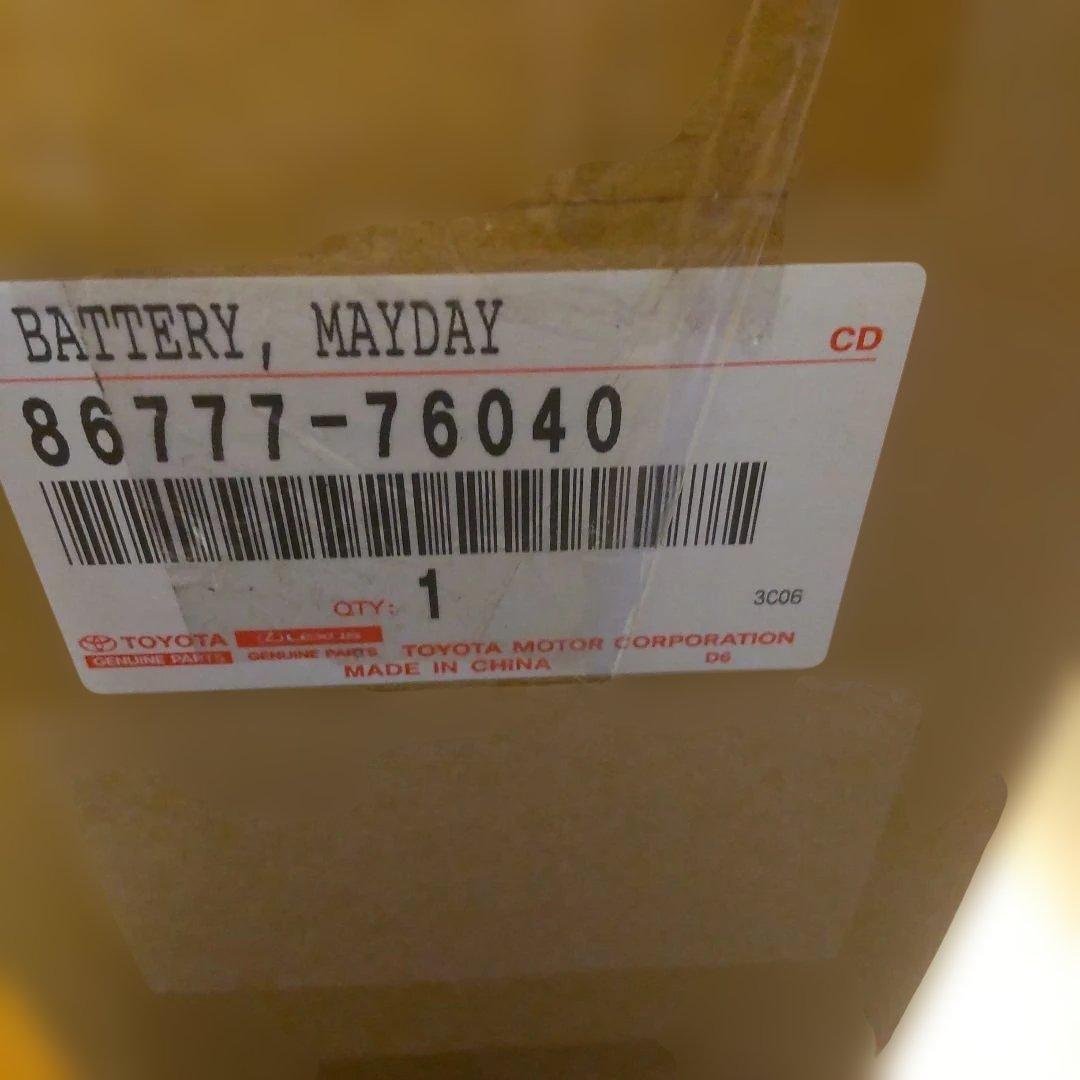 BATTERY, MAYDAY
CD
86777-76040
QTY: 1
3C06
TOYOTA LEXUS
GENUINE PARTS GENUINE PARTS TOYOTA MOTOR CORPORATION
MADE IN CHINA D6